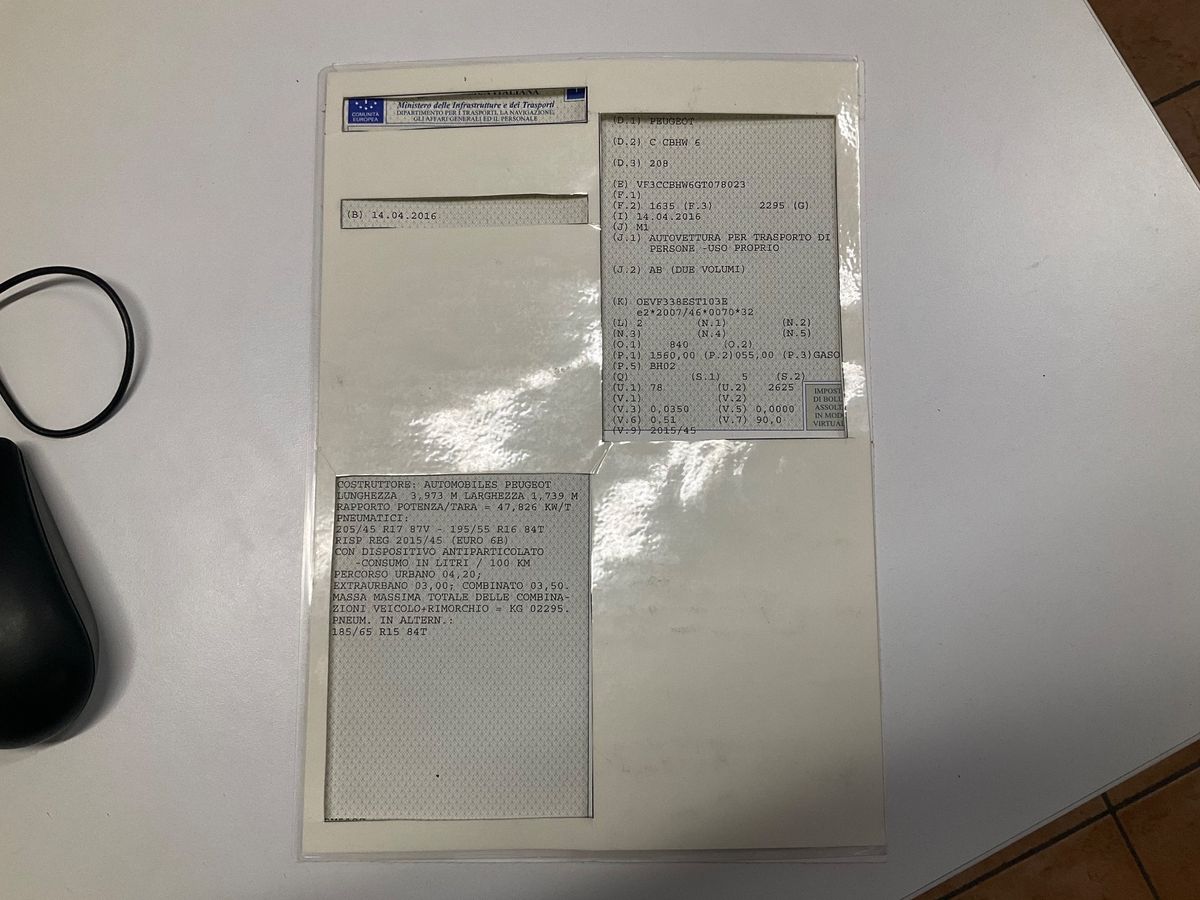 COMUNITÀ
EUROPEA
Ministero delle Infrastrutture e dei Trasporti
DIPARTIMENTO PER I TRASPORTI, LA NAVIGAZIONE,
GLI AFFARI GENERALI ED IL PERSONALE
(B) 14.04.2016
(D.1) PEUGEOT
(D.2) C CBHW 6
(D.3) 208
(E) VF3CCBHW6GT078023
(F.1)
(F.2) 1635 (F.3) 2295 (G)
(I) 14.04.2016
(J) M1
(J.1) AUTOVETTURA PER TRASPORTO DI
PERSONE -USO PROPRIO
(J.2) AB (DUE VOLUMI)
(K) OEVF338EST103E
e2*2007/46*0070*32
(L) 2 (N.1) (N.2)
(N.3) (N.4) (N.5)
(O.1) 840 (O.2)
(P.1) 1560,00 (P.2)055,00 (P.3)GASO
(P.5) BH02
(Q) (S.1) 5 (S.2)
(U.1) 78 (U.2) 2625
(V.1) (V.2)
(V.3) 0,0350 (V.5) 0,0000
(V.6) 0,51 (V.7) 90,0
(V.9) 2015/45
IMPOST
DI BOLL
ASSOLT
IN MOD
VIRTUAL
COSTRUTTORE: AUTOMOBILES PEUGEOT
LUNGHEZZA 3,973 M LARGHEZZA 1,739 M
RAPPORTO POTENZA/TARA = 47,826 KW/T
PNEUMATICI:
205/45 R17 87V - 195/55 R16 84T
RISP REG 2015/45 (EURO 6B)
CON DISPOSITIVO ANTIPARTICOLATO
-CONSUMO IN LITRI / 100 KM
PERCORSO URBANO 04,20;
EXTRAURBANO 03,00; COMBINATO 03,50.
MASSA MASSIMA TOTALE DELLE COMBINA-
ZIONI VEICOLO+RIMORCHIO = KG 02295.
PNEUM. IN ALTERN.:
185/65 R15 84T